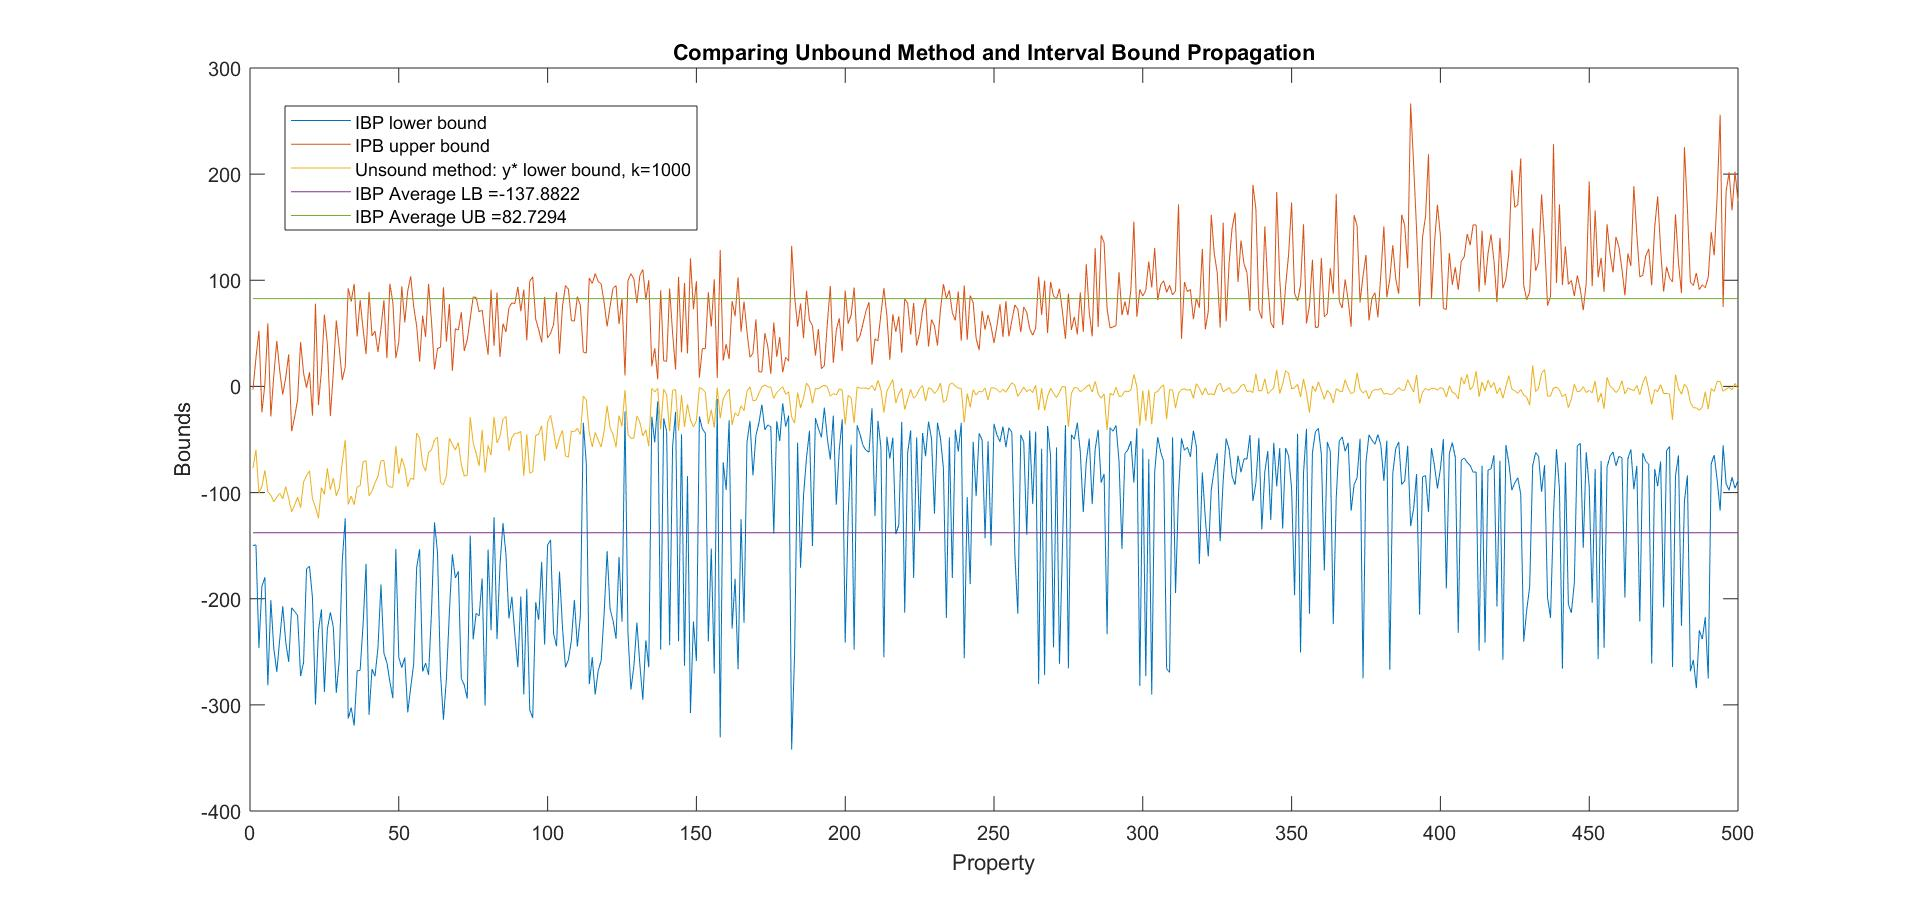 Comparing Unbound Method and Interval Bound Propagation
300
200
100
0
-100
-200
-300
-400
Bounds
IBP lower bound
IPB upper bound
Unsound method: y* lower bound, k=1000
IBP Average LB =-137.8822
IBP Average UB =82.7294
0 50 100 150 200 250 300 350 400 450 500
Property